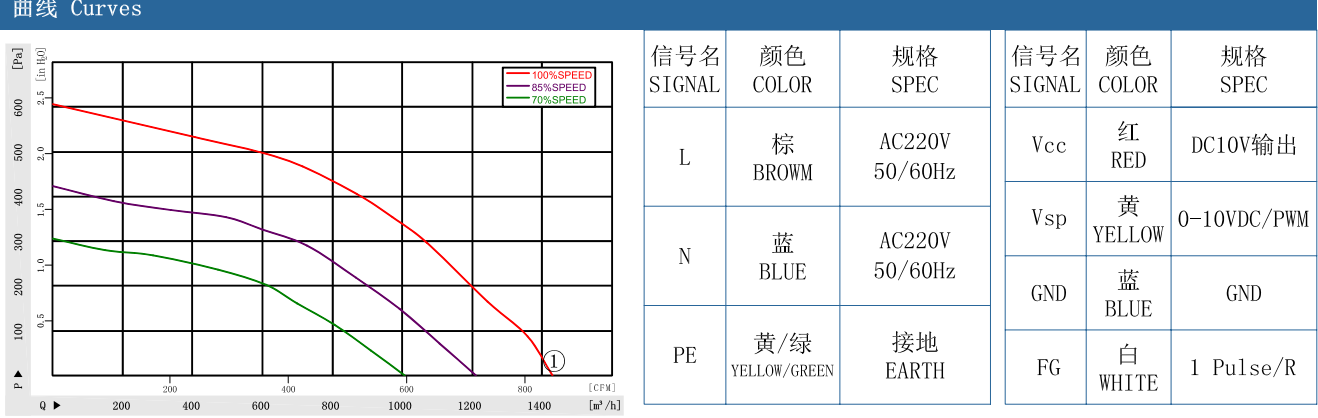 曲线 Curves
[Pa]
[in H₂O]
600
500
400
300
200
100
P ▲
2.5
2.0
1.5
1.0
0.5
100%SPEED
85%SPEED
70%SPEED
①
200 400 600 800 [CFM]
Q ▶ 200 400 600 800 1000 1200 1400 [m³/h]
信号名 颜色 规格
SIGNAL COLOR SPEC
L 棕 AC220V
BROWM 50/60Hz
N 蓝 AC220V
BLUE 50/60Hz
PE 黄/绿 接地
YELLOW/GREEN EARTH
信号名 颜色 规格
SIGNAL COLOR SPEC
Vcc 红 DC10V输出
RED
Vsp 黄 0-10VDC/PWM
YELLOW
GND 蓝 GND
BLUE
FG 白 1 Pulse/R
WHITE